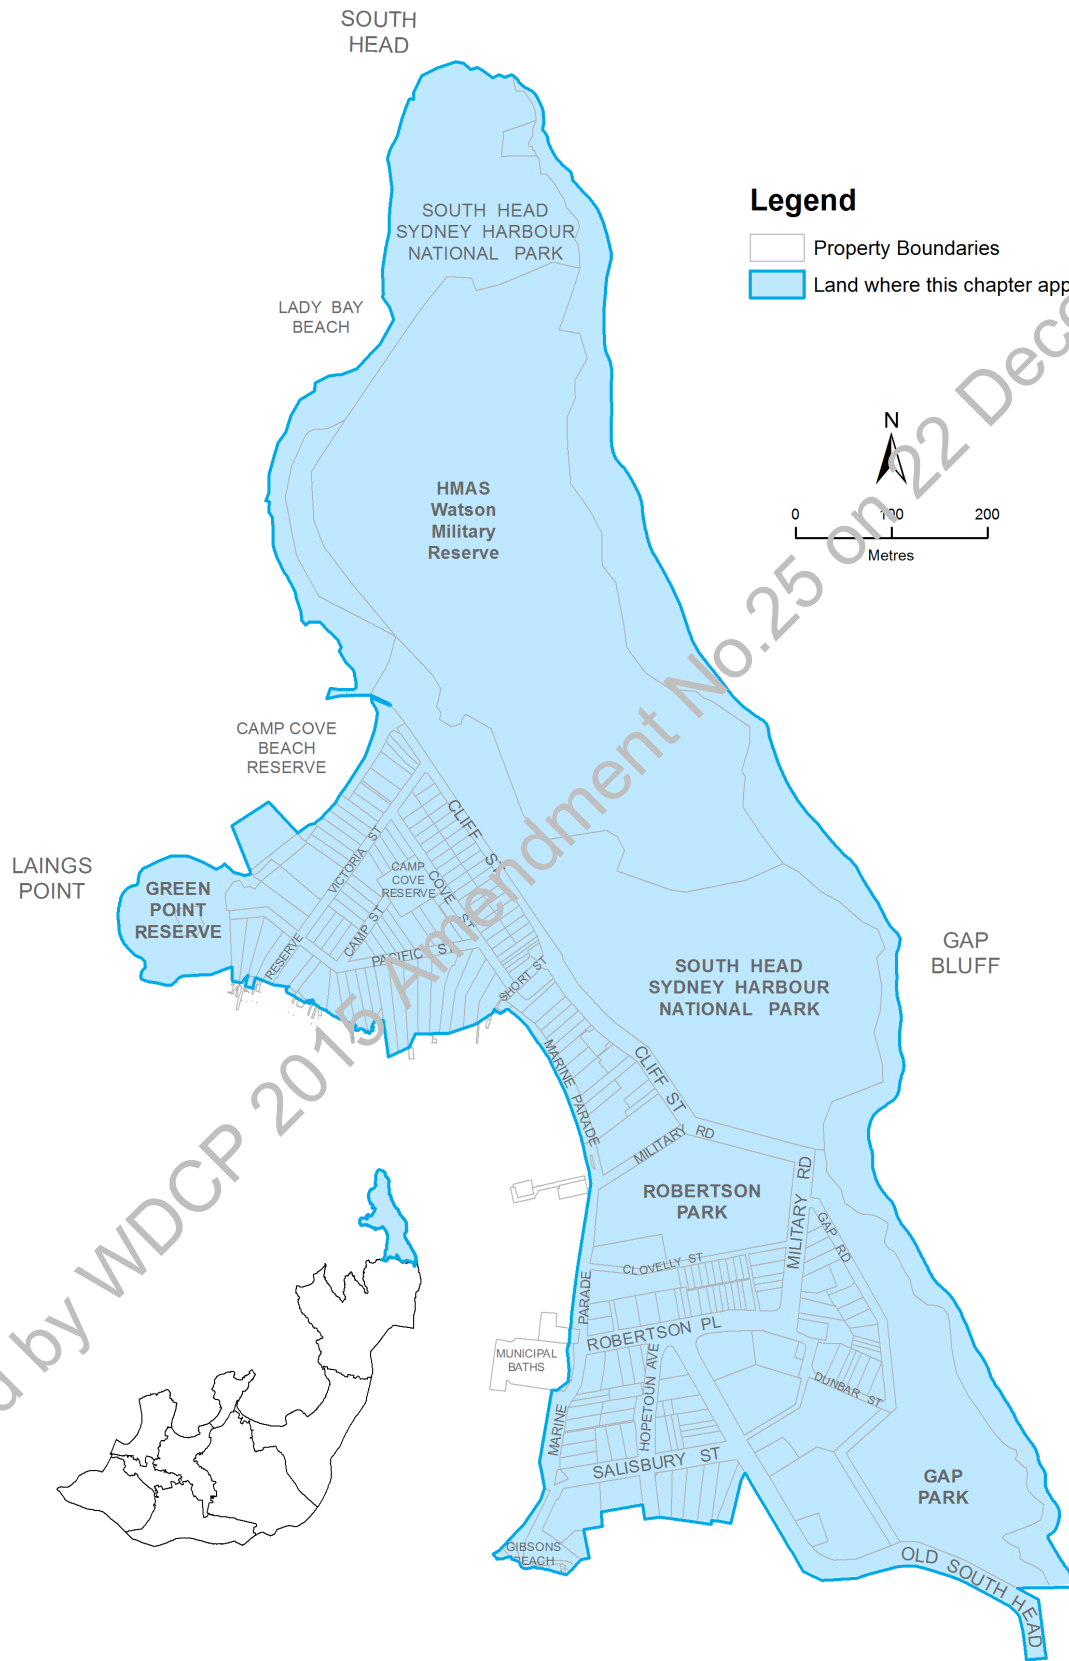 SOUTH
HEAD
SOUTH HEAD
SYDNEY HARBOUR
NATIONAL PARK
Legend
Property Boundaries
Land where this chapter app
LADY BAY
BEACH
N
0 100 200
Metres
HMAS
Watson
Military
Reserve
CAMP COVE
BEACH
RESERVE
CLIFF ST
LAINGS
POINT
GREEN
POINT
RESERVE
VICTORIA ST
CAMP
COVE
RESERVE
CAMP ST
COVE ST
RESERVE
PACIFIC ST
SHORT ST
GAP
BLUFF
SOUTH HEAD
SYDNEY HARBOUR
NATIONAL PARK
MARINE PARADE
CLIFF ST
MILITARY RD
ROBERTSON
PARK
MILITARY RD
GAP RD
CLOVELLY ST
PARADE
ROBERTSON PL
MUNICIPAL
BATHS
HOPETOUN AVE
DUNBAR ST
MARINE
SALISBURY ST
GAP
PARK
GIBSONS
EACH
OLD SOUTH HEAD
d by WDCP 2015 Amendment No.25 on 22 Dec